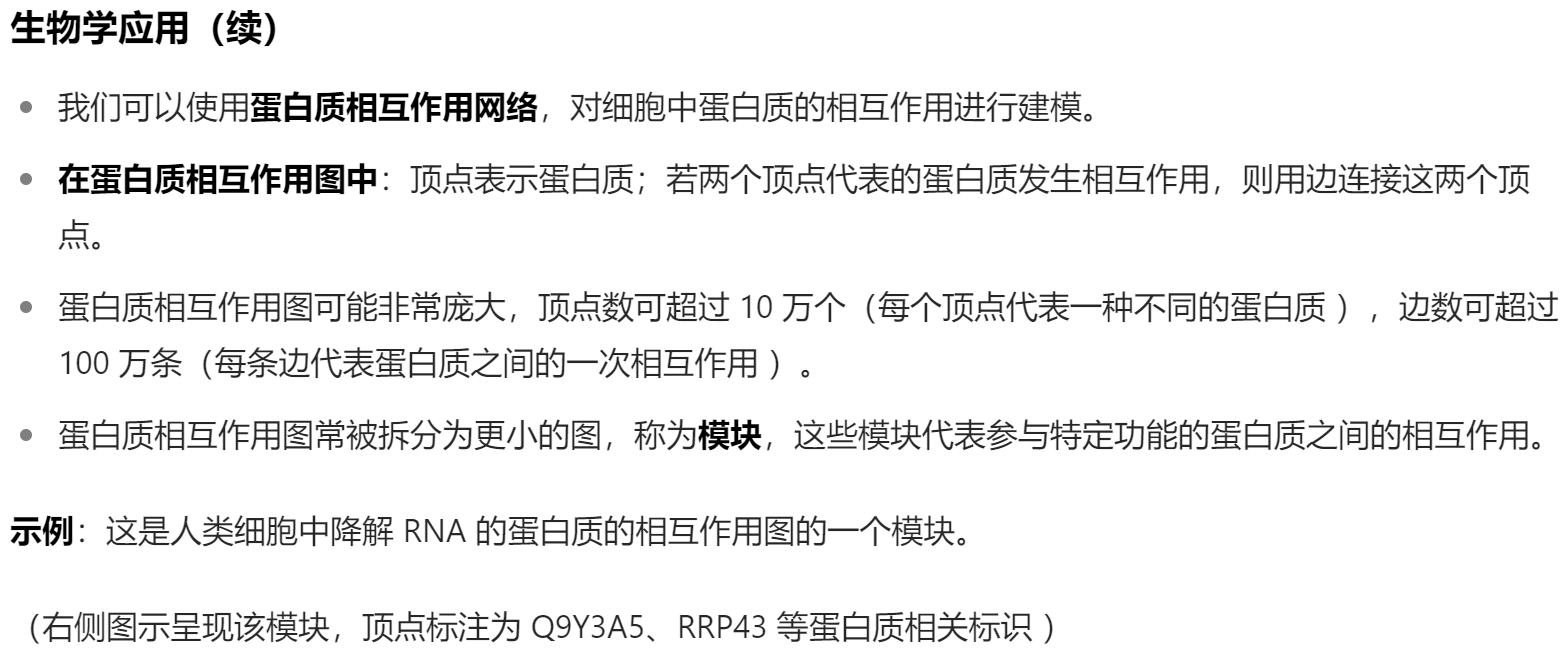 生物学应用（续）
我们可以使用蛋白质相互作用网络，对细胞中蛋白质的相互作用进行建模。
在蛋白质相互作用图中：顶点表示蛋白质；若两个顶点代表的蛋白质发生相互作用，则用边连接这两个顶
点。
蛋白质相互作用图可能非常庞大，顶点数可超过 10 万个（每个顶点代表一种不同的蛋白质 ），边数可超过
100 万条（每条边代表蛋白质之间的一次相互作用 ）。
蛋白质相互作用图常被拆分为更小的图，称为模块，这些模块代表参与特定功能的蛋白质之间的相互作用。
示例：这是人类细胞中降解 RNA 的蛋白质的相互作用图的一个模块。
（右侧图示呈现该模块，顶点标注为 Q9Y3A5、RRP43 等蛋白质相关标识 ）